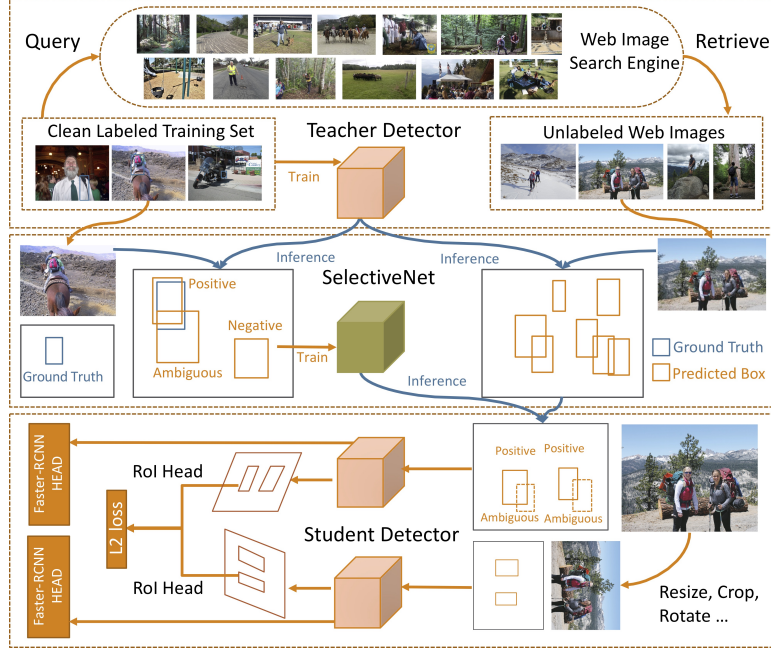 Query
Web Image
Search Engine
Retrieve
Clean Labeled Training Set
Teacher Detector
Unlabeled Web Images
Train
Inference
Inference
SelectiveNet
Positive
Negative
Ambiguous
Train
Ground Truth
Inference
Ground Truth
Predicted Box
Faster-RCNN
HEAD
RoI Head
Positive
Positive
Ambiguous
Ambiguous
L2 loss
Student Detector
Faster-RCNN
HEAD
RoI Head
Resize, Crop,
Rotate ...